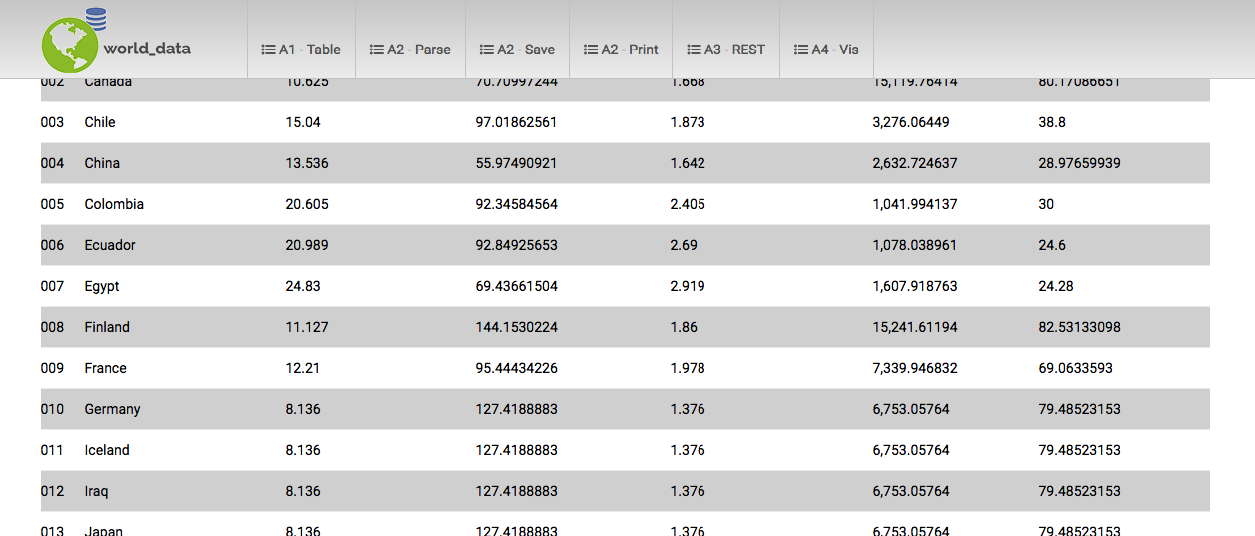 world_data A1 - Table A2 - Parse A2 - Save A2 - Print A3 - REST A4 - Vis
002 Canada 10.625 70.70997244 1.668 15,119.76414 80.17086651
003 Chile 15.04 97.01862561 1.873 3,276.06449 38.8
004 China 13.536 55.97490921 1.642 2,632.724637 28.97659939
005 Colombia 20.605 92.34584564 2.405 1,041.994137 30
006 Ecuador 20.989 92.84925653 2.69 1,078.038961 24.6
007 Egypt 24.83 69.43661504 2.919 1,607.918763 24.28
008 Finland 11.127 144.1530224 1.86 15,241.61194 82.53133098
009 France 12.21 95.44434226 1.978 7,339.946832 69.0633593
010 Germany 8.136 127.4188883 1.376 6,753.05764 79.48523153
011 Iceland 8.136 127.4188883 1.376 6,753.05764 79.48523153
012 Iraq 8.136 127.4188883 1.376 6,753.05764 79.48523153
013 Japan 8.136 127.4188883 1.376 6,753.05764 79.48523153